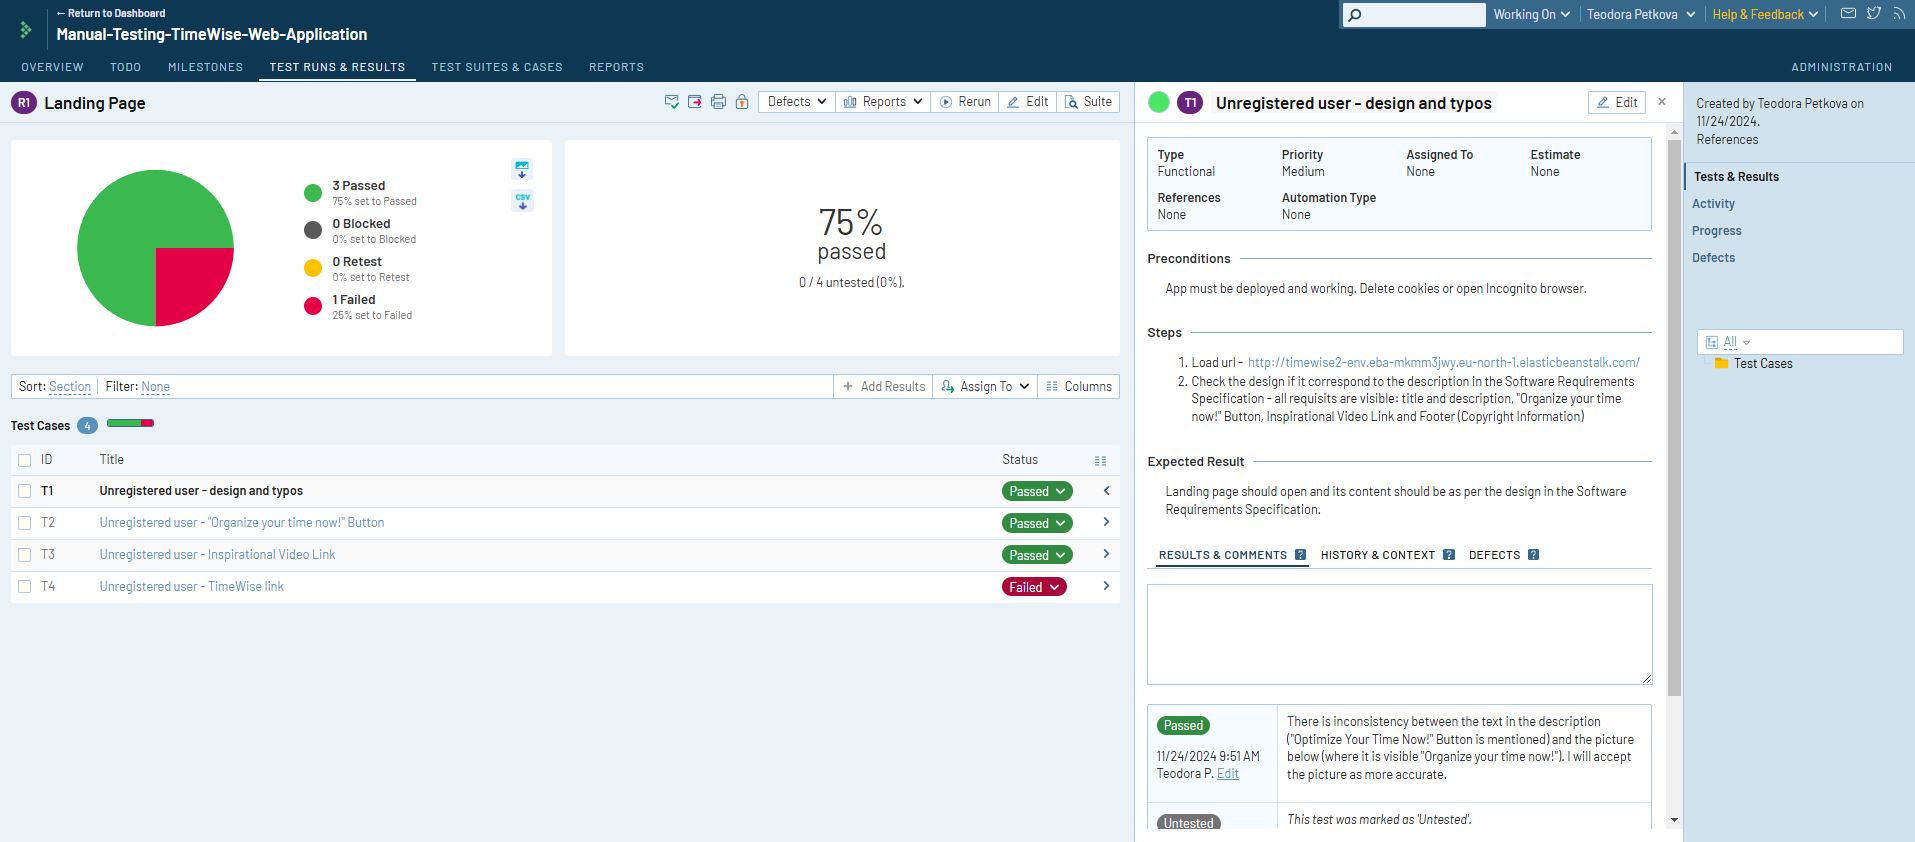 ← Return to Dashboard
Manual-Testing-TimeWise-Web-Application
Working On
Teodora Petkova
Help & Feedback
OVERVIEW TODO MILESTONES TEST RUNS & RESULTS TEST SUITES & CASES REPORTS ADMINISTRATION
R1 Landing Page
Defects Reports Rerun Edit Suite
3 Passed
75% set to Passed
0 Blocked
0% set to Blocked
0 Retest
0% set to Retest
1 Failed
25% set to Failed
CSV
75%
passed
0 / 4 untested (0%).
Sort: Section Filter: None
+ Add Results Assign To Columns
Test Cases 4
ID Title Status
T1 Unregistered user - design and typos Passed
T2 Unregistered user - "Organize your time now!" Button Passed
T3 Unregistered user - Inspirational Video Link Passed
T4 Unregistered user - TimeWise link Failed
T1 Unregistered user - design and typos Edit ×
Type Priority Assigned To Estimate
Functional Medium None None
References Automation Type
None None
Preconditions
App must be deployed and working. Delete cookies or open Incognito browser.
Steps
1. Load url - http://timewise2-env.eba-mkmm3jwy.eu-north-1.elasticbeanstalk.com/
2. Check the design if it correspond to the description in the Software Requirements
Specification - all requisits are visible: title and description, "Organize your time
now!" Button, Inspirational Video Link and Footer (Copyright Information)
Expected Result
Landing page should open and its content should be as per the design in the Software
Requirements Specification.
RESULTS & COMMENTS ? HISTORY & CONTEXT ? DEFECTS ?
Passed
11/24/2024 9:51 AM
Teodora P. Edit
There is inconsistency between the text in the description
("Optimize Your Time Now!" Button is mentioned) and the picture
below (where it is visible "Organize your time now!"). I will accept
the picture as more accurate.
Untested
This test was marked as 'Untested'.
Created by Teodora Petkova on
11/24/2024.
References
Tests & Results
Activity
Progress
Defects
All
Test Cases